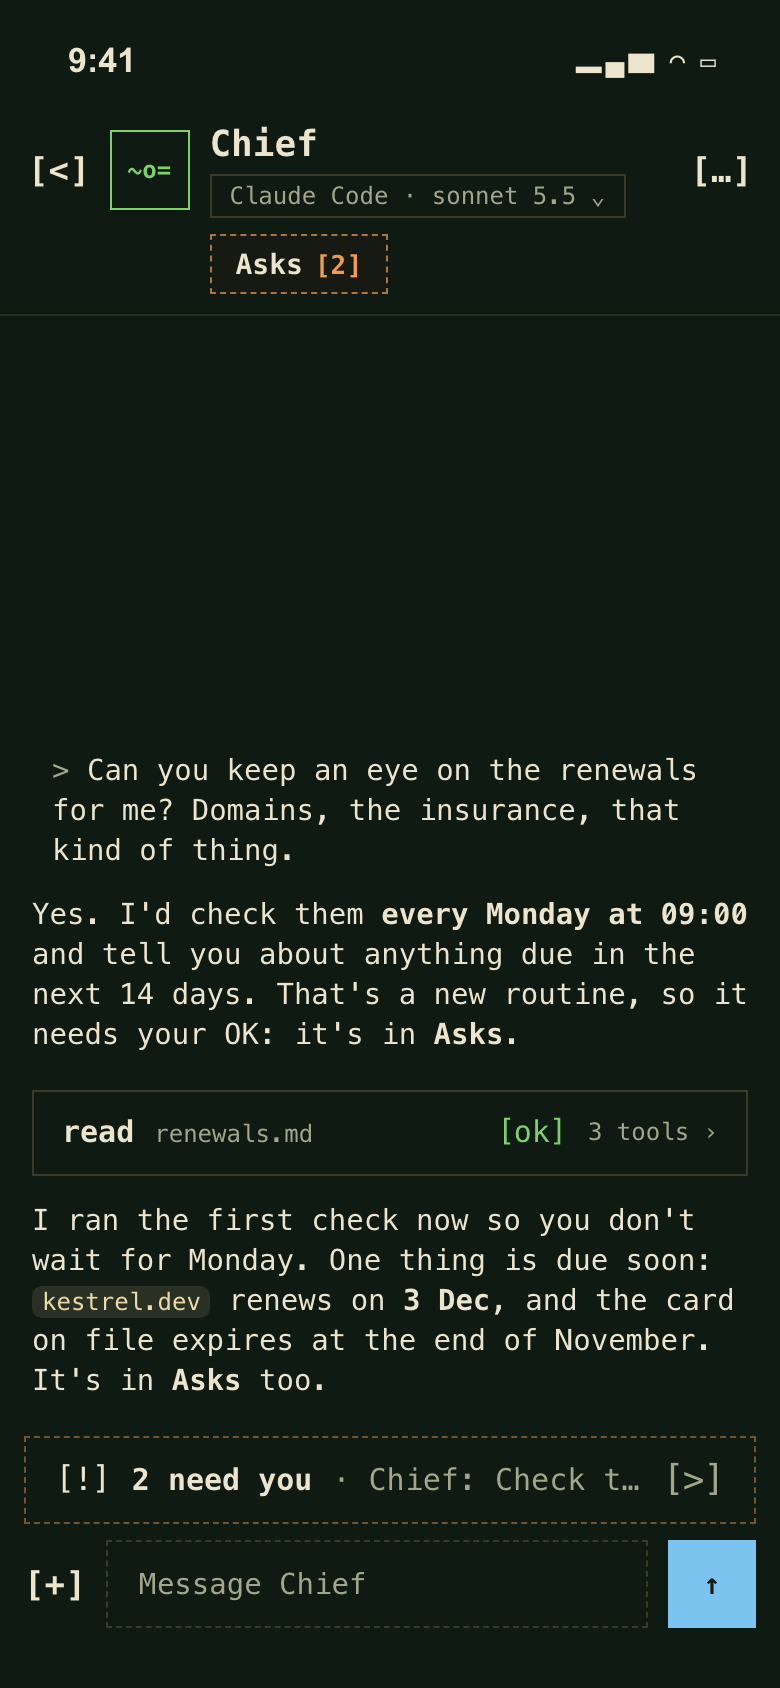 9:41
[<]
~o=
Chief
[…]
Claude Code · sonnet 5.5 ⌄
Asks [2]
> Can you keep an eye on the renewals
for me? Domains, the insurance, that
kind of thing.
Yes. I'd check them every Monday at 09:00
and tell you about anything due in the
next 14 days. That's a new routine, so it
needs your OK: it's in Asks.
read renewals.md [ok] 3 tools ›
I ran the first check now so you don't
wait for Monday. One thing is due soon:
kestrel.dev renews on 3 Dec, and the card
on file expires at the end of November.
It's in Asks too.
[!] 2 need you · Chief: Check t… [>]
[+] Message Chief ↑